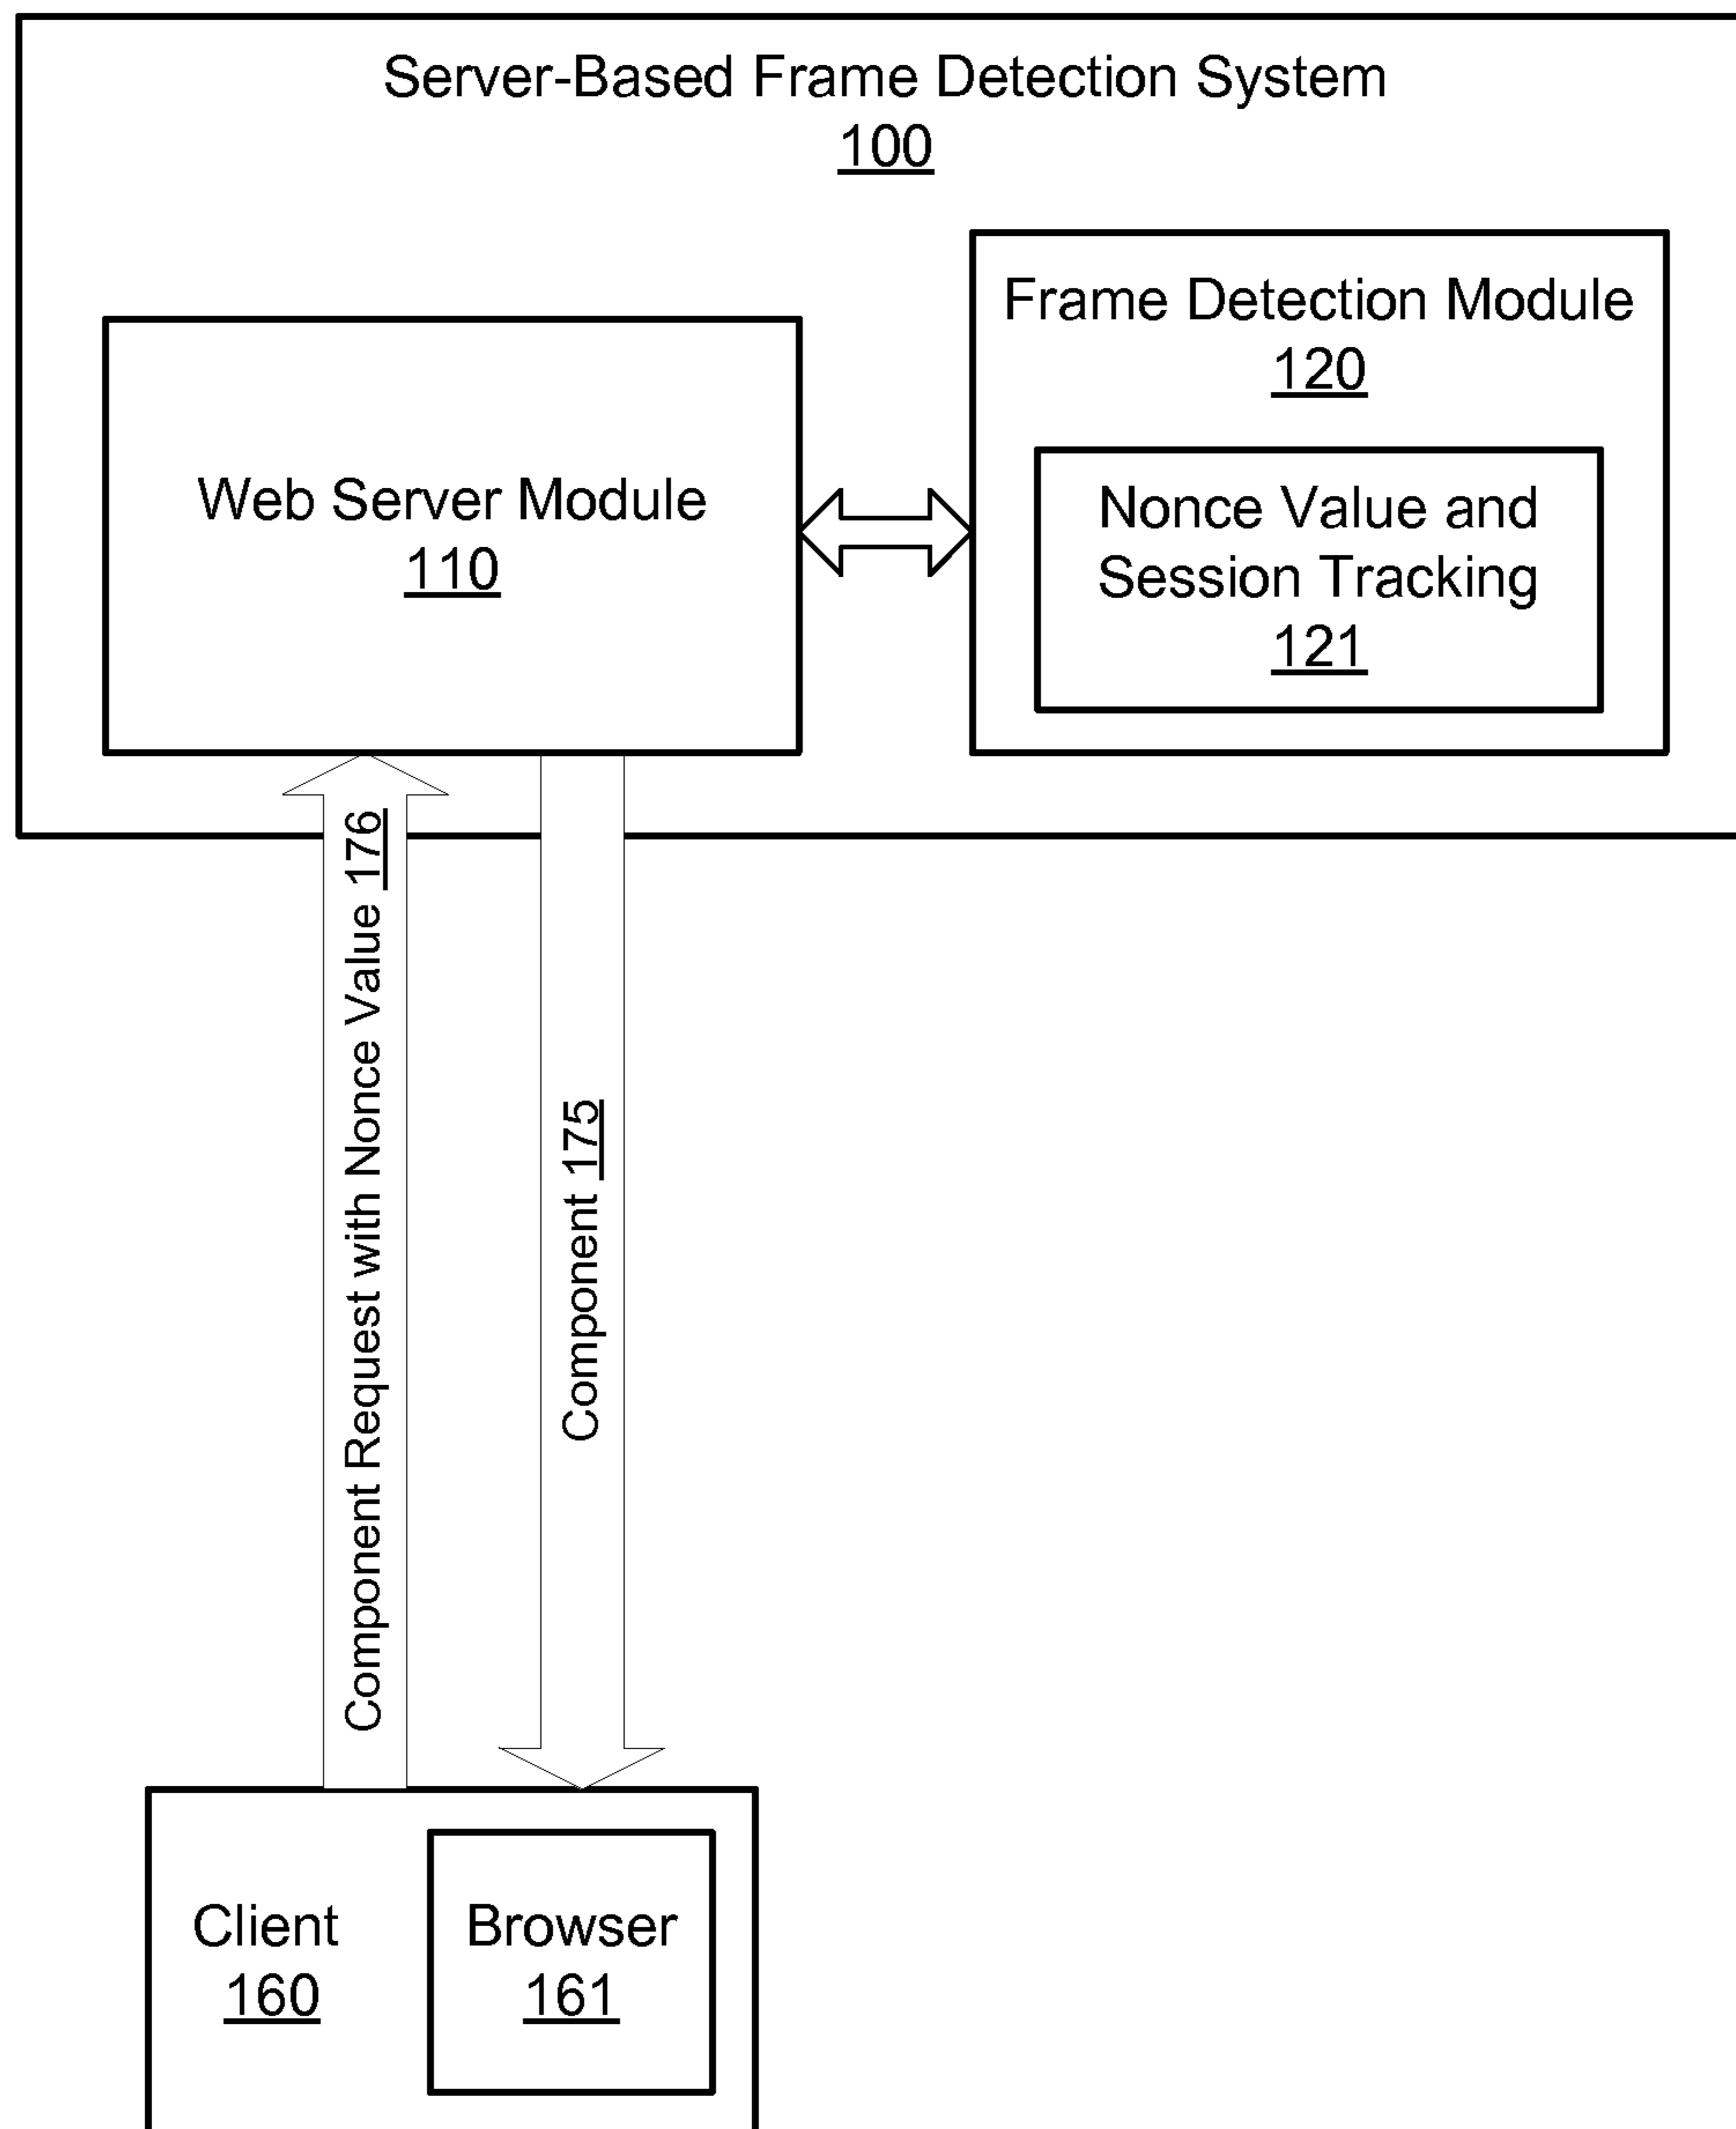 Server-Based Frame Detection System
100
Frame Detection Module
120
Web Server Module
110
Nonce Value and
Session Tracking
121
Component Request with Nonce Value 176
Component 175
Client
160
Browser
161